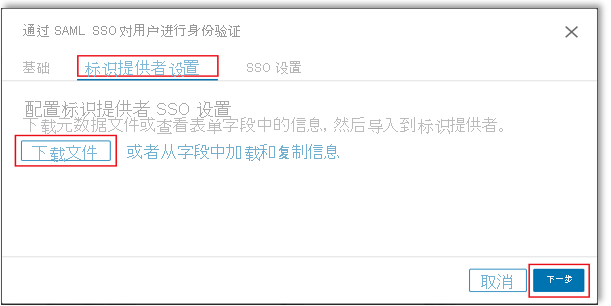 通过 SAML SSO 对用户进行身份验证
基础 标识提供者设置 SSO 设置
配置标识提供者 SSO 设置
下载元数据文件或查看表单字段中的信息, 然后导入到标识提供者。
下载文件 或者从字段中加载和复制信息
取消 下一步